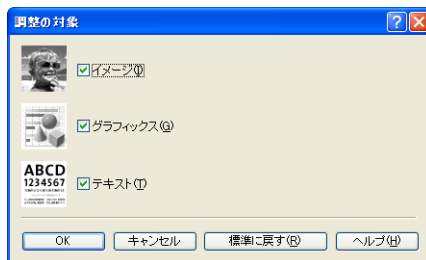 調整の対象
イメージ(I)
グラフィックス(G)
ABCD
1234567
テキスト(T)
OK
キャンセル
標準に戻す(R)
ヘルプ(H)